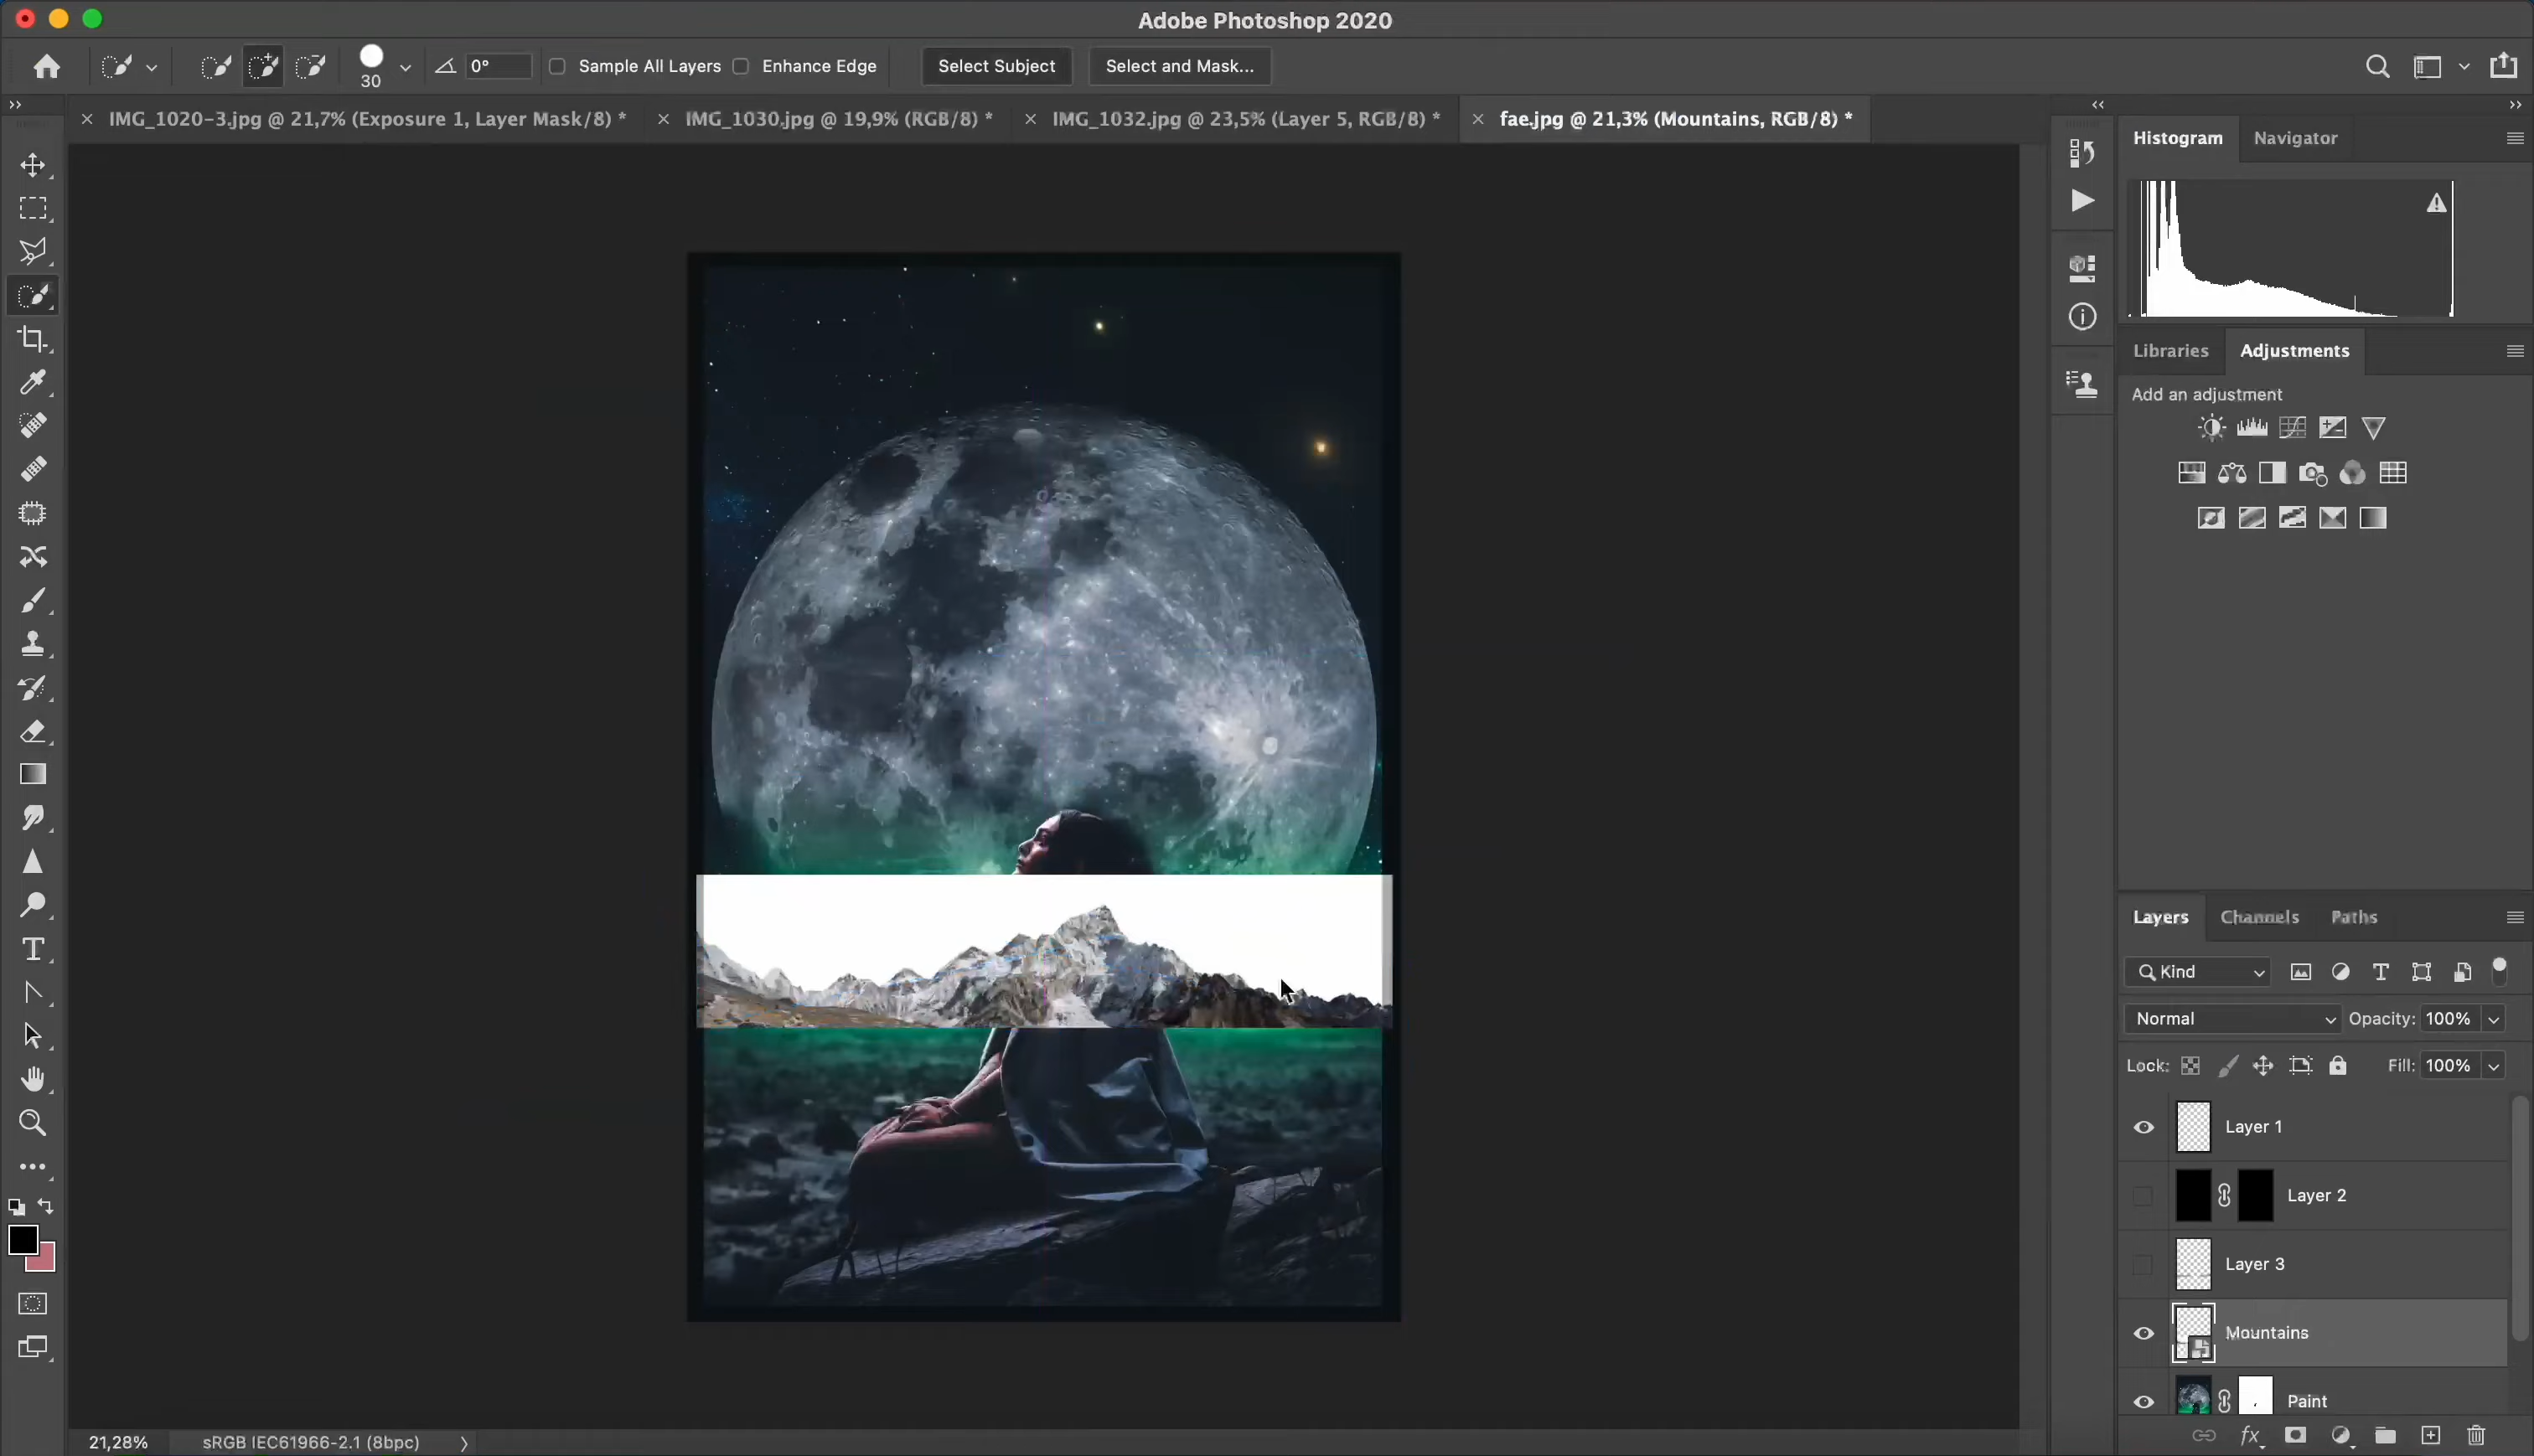 Adobe Photoshop 2020
30
0°
Sample All Layers
Enhance Edge
Select Subject
Select and Mask...
IMG_1020-3.jpg @ 21,7% (Exposure 1, Layer Mask/8) *
IMG_1030.jpg @ 19,9% (RGB/8) *
IMG_1032.jpg @ 23,5% (Layer 5, RGB/8) *
fae.jpg @ 21,3% (Mountains, RGB/8) *
Histogram
Navigator
Libraries
Adjustments
Add an adjustment
Layers
Channels
Paths
Kind
Normal
Opacity: 100%
Lock:
Fill: 100%
Layer 1
Layer 2
Layer 3
Mountains
Paint
21,28%
sRGB IEC61966-2.1 (8bpc)